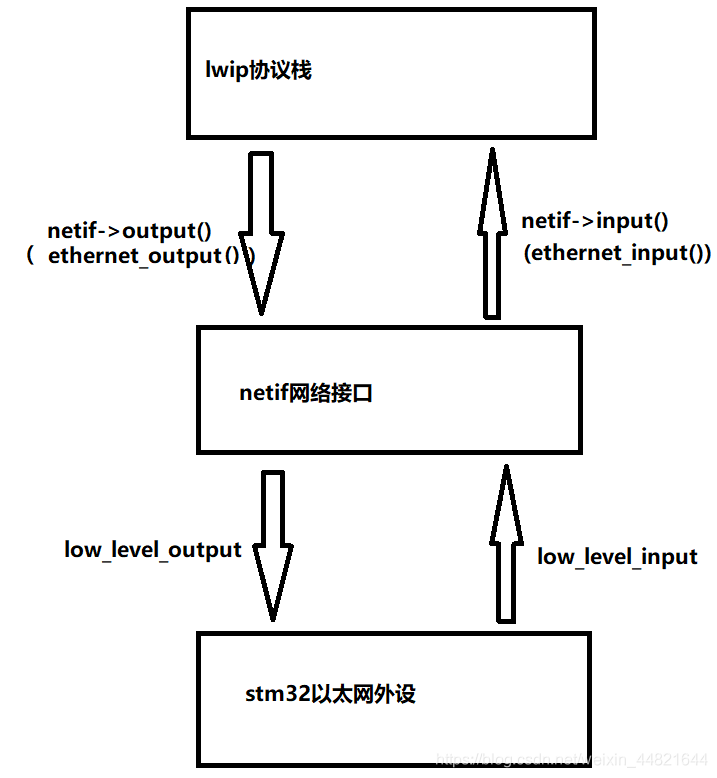 lwip协议栈
netif->output()
( ethernet_output() )
netif->input()
(ethernet_input())
netif网络接口
low_level_output
low_level_input
stm32以太网外设
https://blog.csdn.net/weixin_44821644